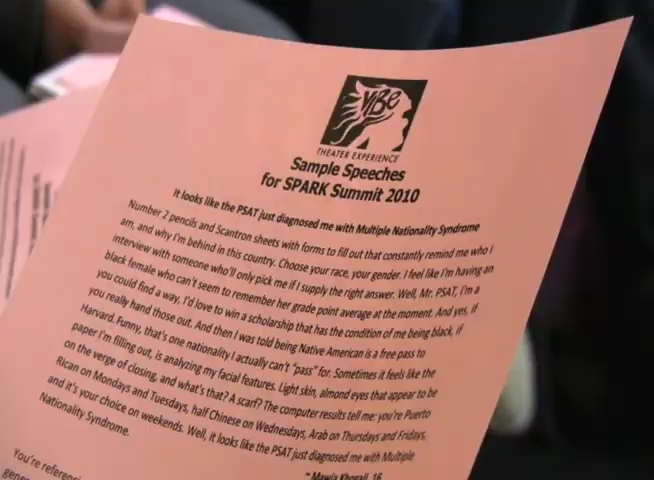 ViBe
THEATER EXPERIENCE
Sample Speeches
for SPARK Summit 2010
It looks like the PSAT just diagnosed me with Multiple Nationality Syndrome
Number 2 pencils and Scantron sheets with forms to fill out that constantly remind me who I
am, and why I'm behind in this country. Choose your race, your gender. I feel like I'm having an
interview with someone who'll only pick me if I supply the right answer. Well, Mr. PSAT, I'm a
black female who can't seem to remember her grade point average at the moment. And yes, if
you could find a way, I'd love to win a scholarship that has the condition of me being black, if
you really hand those out. And then I was told being Native American is a free pass to
Harvard. Funny, that's one nationality I actually can't "pass" for. Sometimes it feels like the
paper I'm filling out, is analyzing my facial features. Light skin, almond eyes that appear to be
on the verge of closing, and what's that? A scarf? The computer results tell me: you're Puerto
Rican on Mondays and Tuesdays, half Chinese on Wednesdays, Arab on Thursdays and Fridays,
and it's your choice on weekends. Well, it looks like the PSAT just diagnosed me with Multiple
Nationality Syndrome.
16
You're